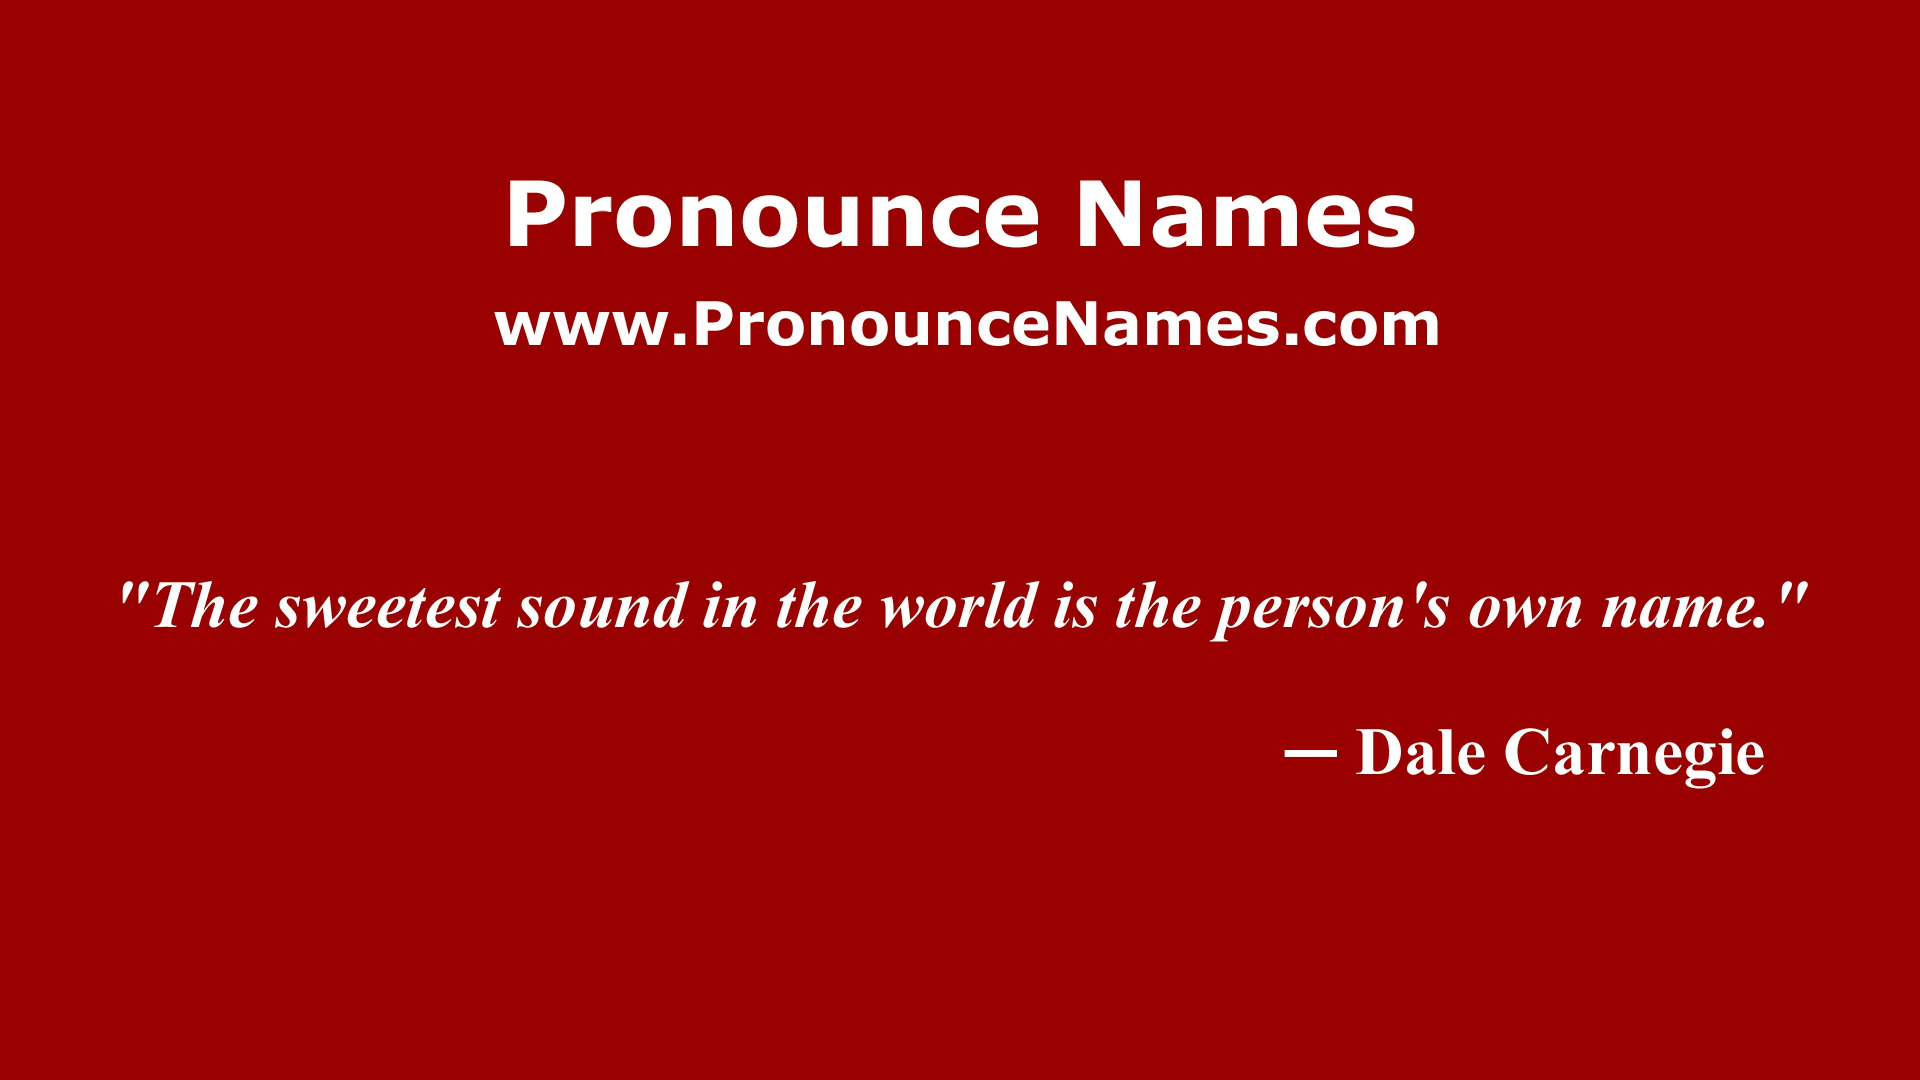 Pronounce Names
www.PronounceNames.com
"The sweetest sound in the world is the person's own name."
— Dale Carnegie